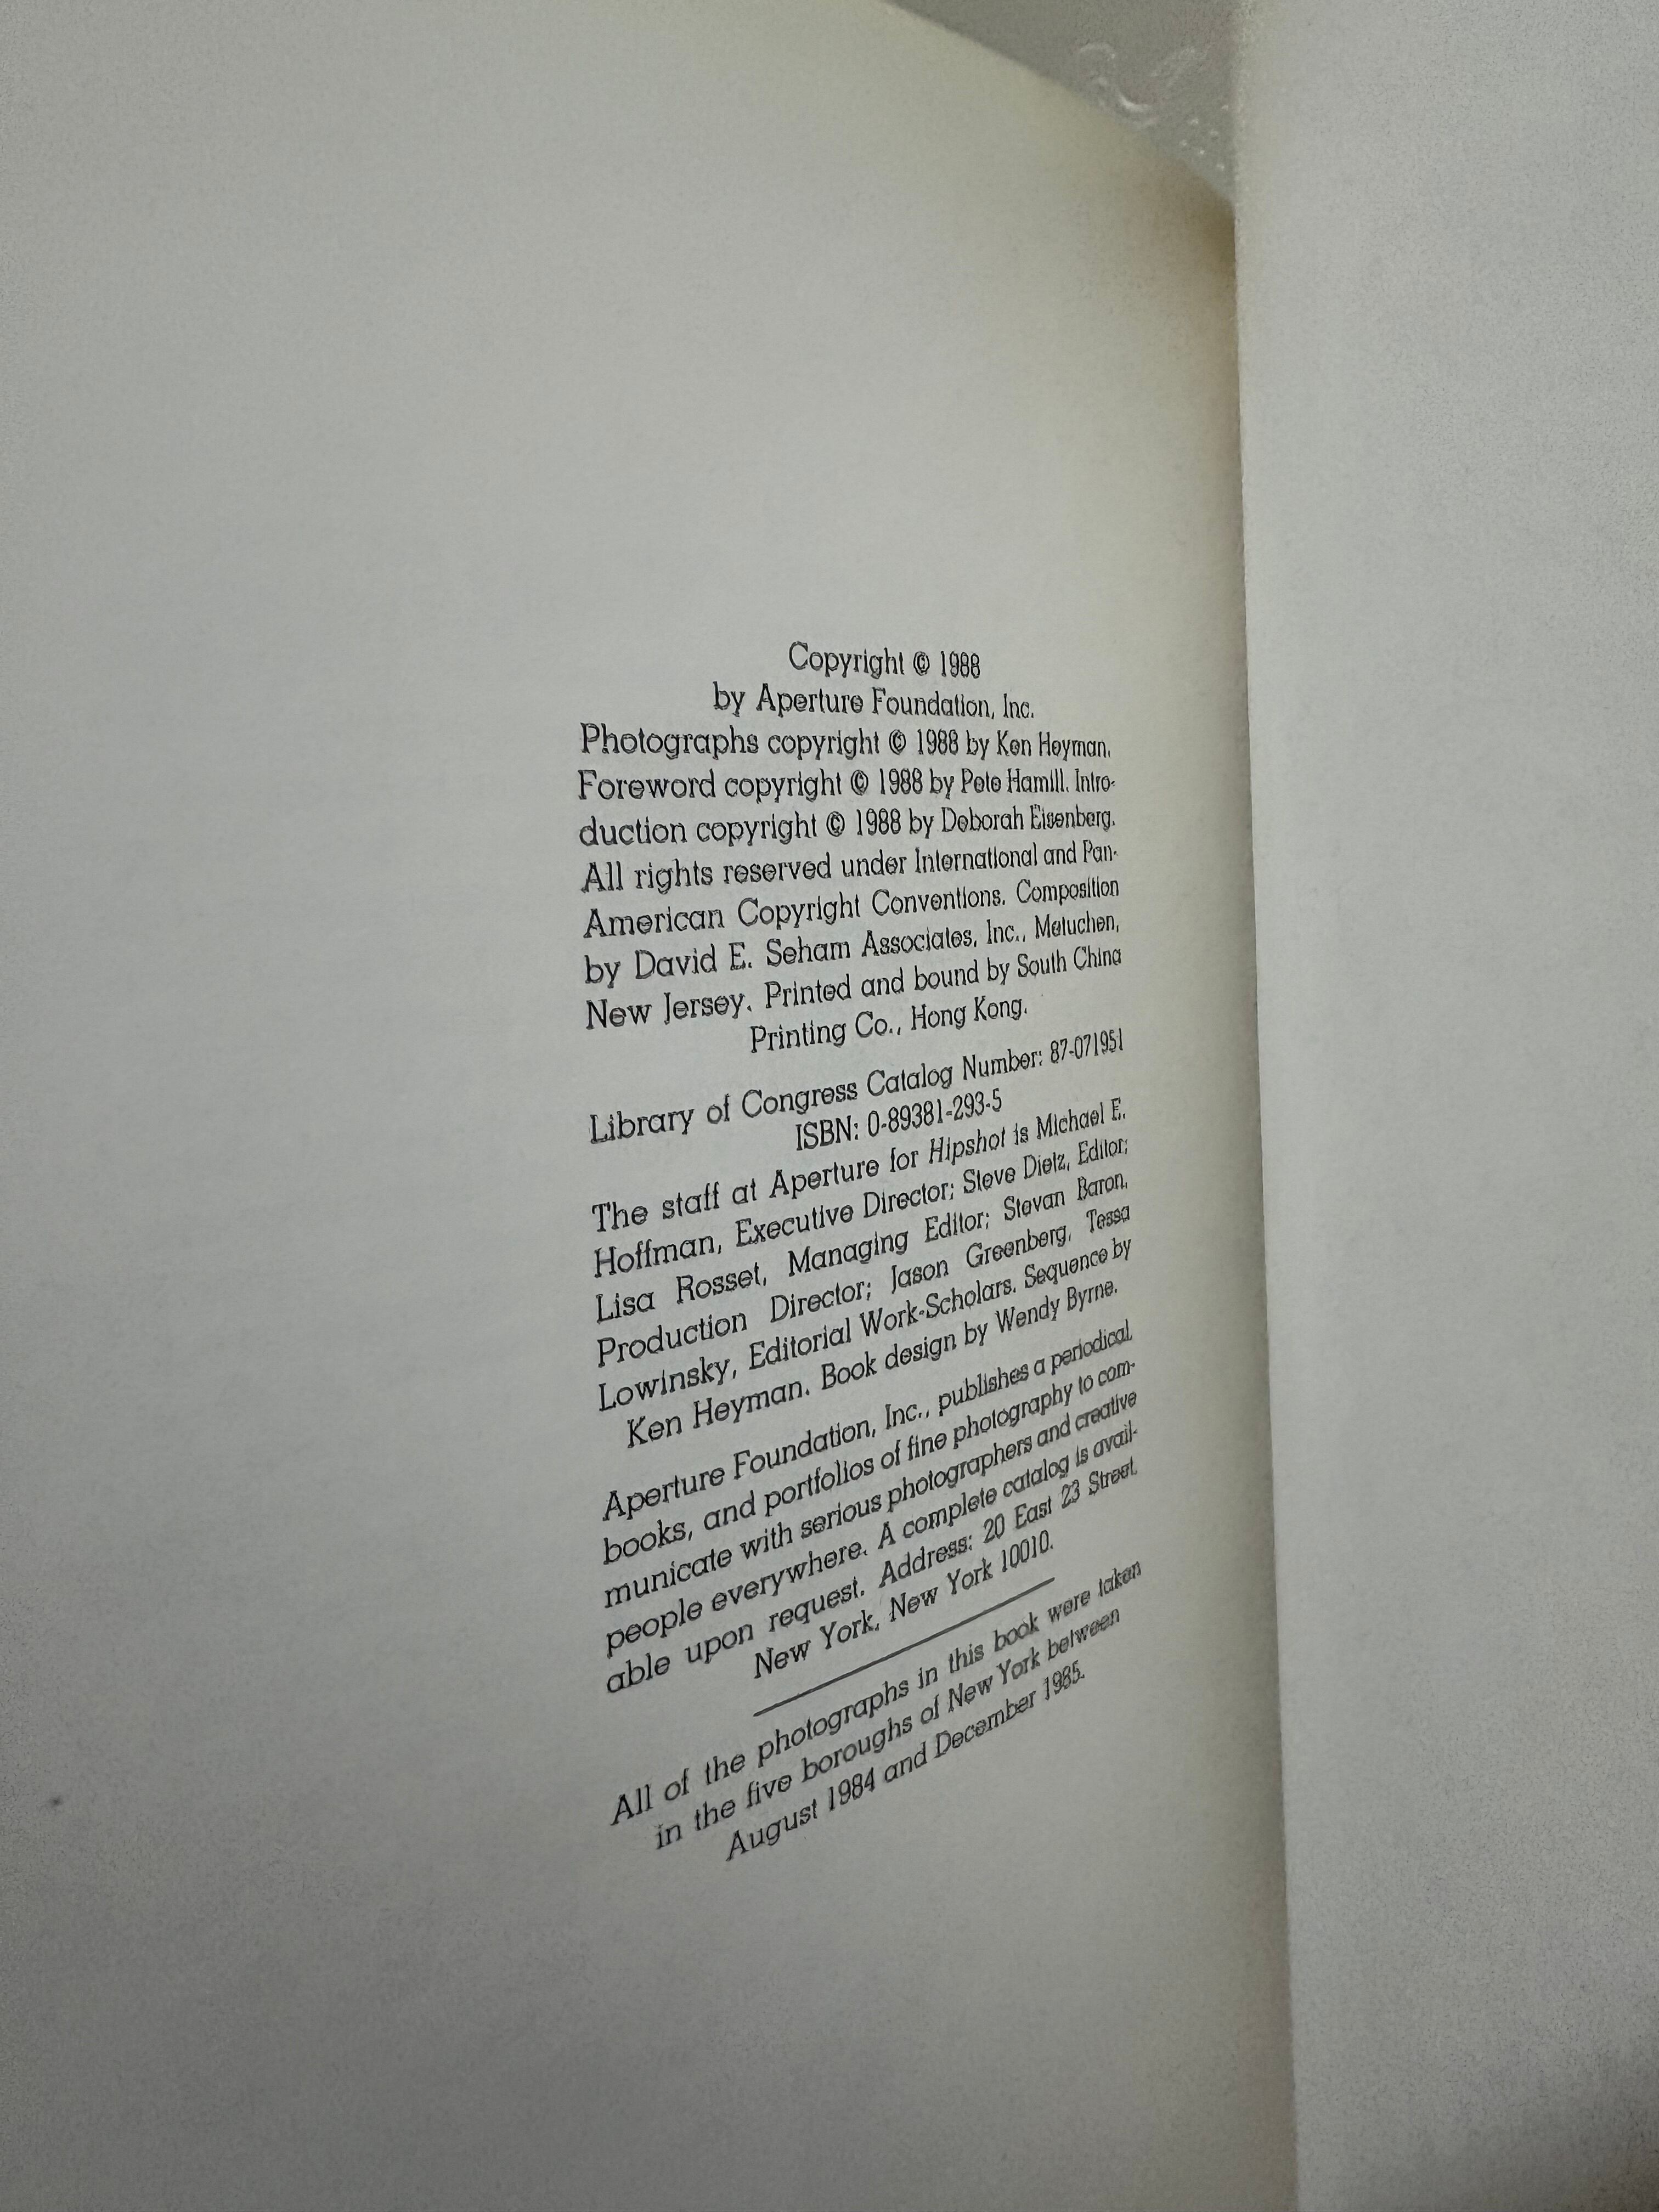 Copyright © 1988
by Aperture Foundation, Inc.
Photographs copyright © 1988 by Ken Heyman.
Foreword copyright © 1988 by Pete Hamill. Intro-
duction copyright © 1988 by Deborah Eisenberg.
All rights reserved under International and Pan-
American Copyright Conventions. Composition
by David E. Seham Associates, Inc., Metuchen,
New Jersey. Printed and bound by South China
Printing Co., Hong Kong.
Library of Congress Catalog Number: 87-071951
ISBN: 0-89381-293-5
The staff at Aperture for Hipshot is Michael E.
Hoffman, Executive Director; Steve Dietz, Editor;
Lisa Rosset, Managing Editor; Stevan Baron,
Production Director; Jason Greenberg, Tessa
Lowinsky, Editorial Work-Scholars. Sequence by
Ken Heyman. Book design by Wendy Byrne.
Aperture Foundation, Inc., publishes a periodical,
books, and portfolios of fine photography to com-
municate with serious photographers and creative
people everywhere. A complete catalog is avail-
able upon request. Address: 20 East 23 Street,
New York, New York 10010.
All of the photographs in this book were taken
in the five boroughs of New York between
August 1984 and December 1985.